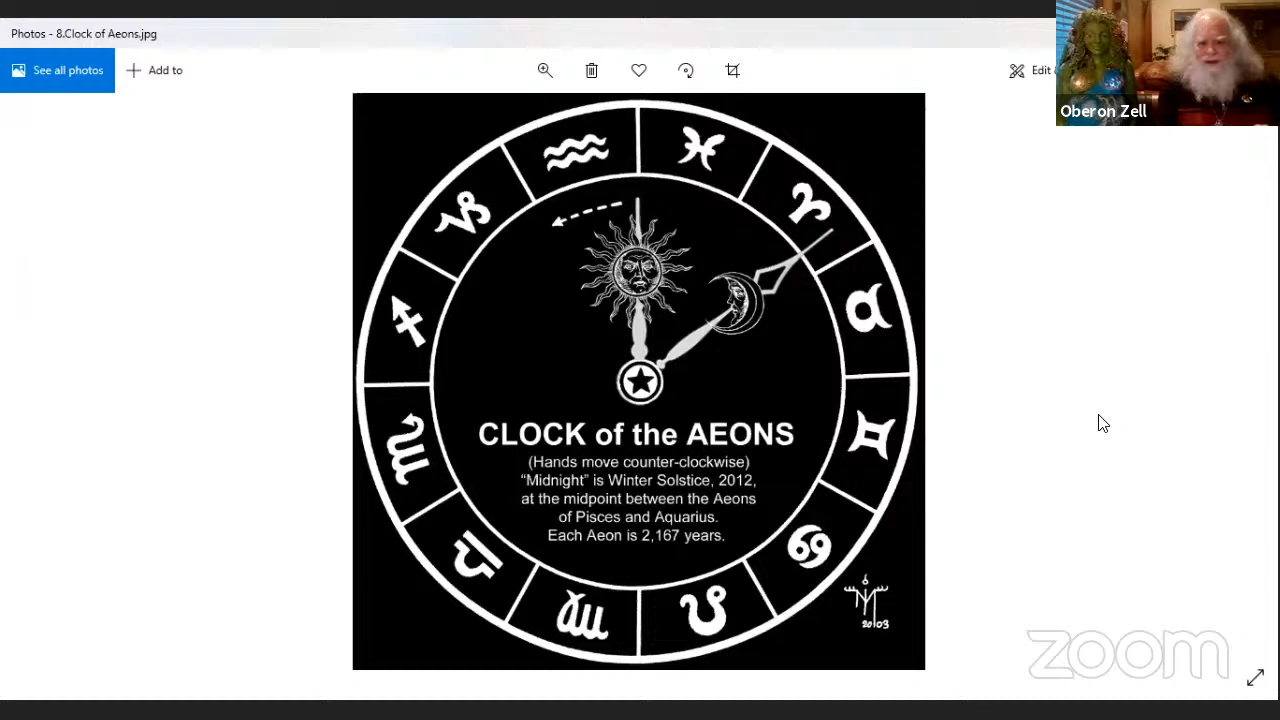 Photos - 8.Clock of Aeons.jpg
See all photos
Add to
Edit &
Oberon Zell
CLOCK of the AEONS
(Hands move counter-clockwise)
“Midnight” is Winter Solstice, 2012,
at the midpoint between the Aeons
of Pisces and Aquarius.
Each Aeon is 2,167 years.
2003
zoom